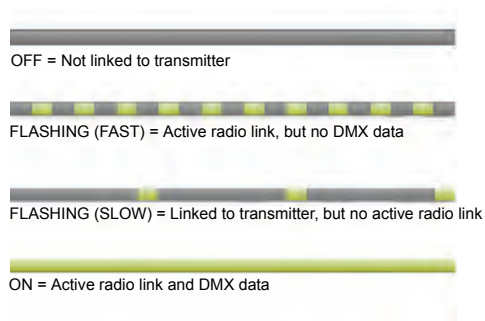 OFF = Not linked to transmitter
FLASHING (FAST) = Active radio link, but no DMX data
FLASHING (SLOW) = Linked to transmitter, but no active radio link
ON = Active radio link and DMX data